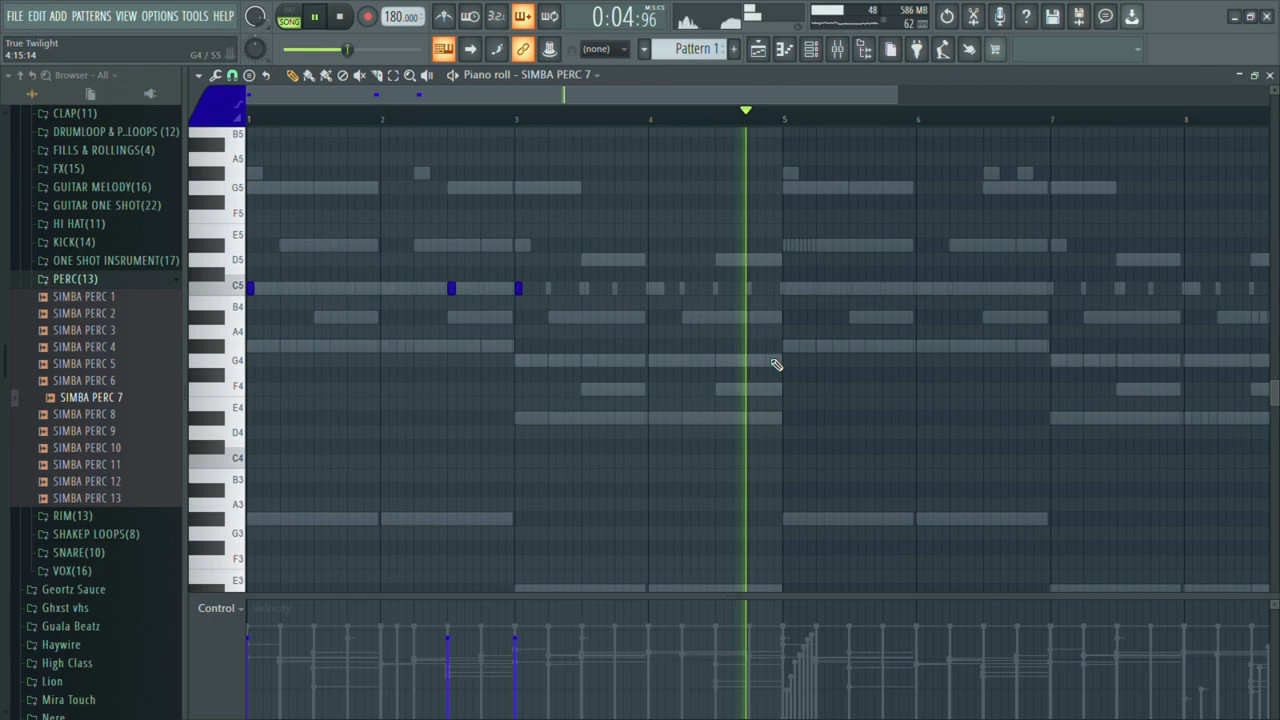 FILE EDIT ADD PATTERNS VIEW OPTIONS TOOLS HELP
PAT
SONG
180.000
3 2
0:04:96
M:S:CS
48
586 MB
62
True Twilight
4:15:14
G4 / 55
(none)
Pattern 1
Browser - All
Piano roll - SIMBA PERC 7
CLAP(11)
DRUMLOOP & P..LOOPS (12)
FILLS & ROLLINGS(4)
FX(15)
GUITAR MELODY(16)
GUITAR ONE SHOT(22)
HI HAT(11)
KICK(14)
ONE SHOT INSRUMENT(17)
PERC(13)
SIMBA PERC 1
SIMBA PERC 2
SIMBA PERC 3
SIMBA PERC 4
SIMBA PERC 5
SIMBA PERC 6
SIMBA PERC 7
SIMBA PERC 8
SIMBA PERC 9
SIMBA PERC 10
SIMBA PERC 11
SIMBA PERC 12
SIMBA PERC 13
RIM(13)
SHAKEP LOOPS(8)
SNARE(10)
VOX(16)
Geortz Sauce
Ghxst vhs
Guala Beatz
Haywire
High Class
Lion
Mira Touch
Nere
1 2 3 4 5 6 7 8
B5
A5
G5
F5
E5
D5
C5
B4
A4
G4
F4
E4
D4
C4
B3
A3
G3
F3
E3
Control
Velocity